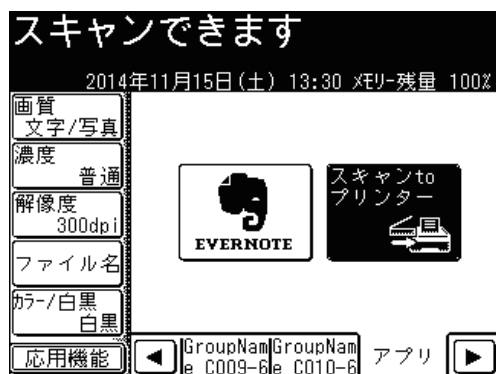 スキャンできます
2014年11月15日(土) 13:30 メモリー残量 100%
画質
文字/写真
濃度
普通
解像度
300dpi
ファイル名
カラー/白黒
白黒
応用機能
EVERNOTE
スキャンto
プリンター
GroupNam
e C009-6
GroupNam
e C010-6
アプリ